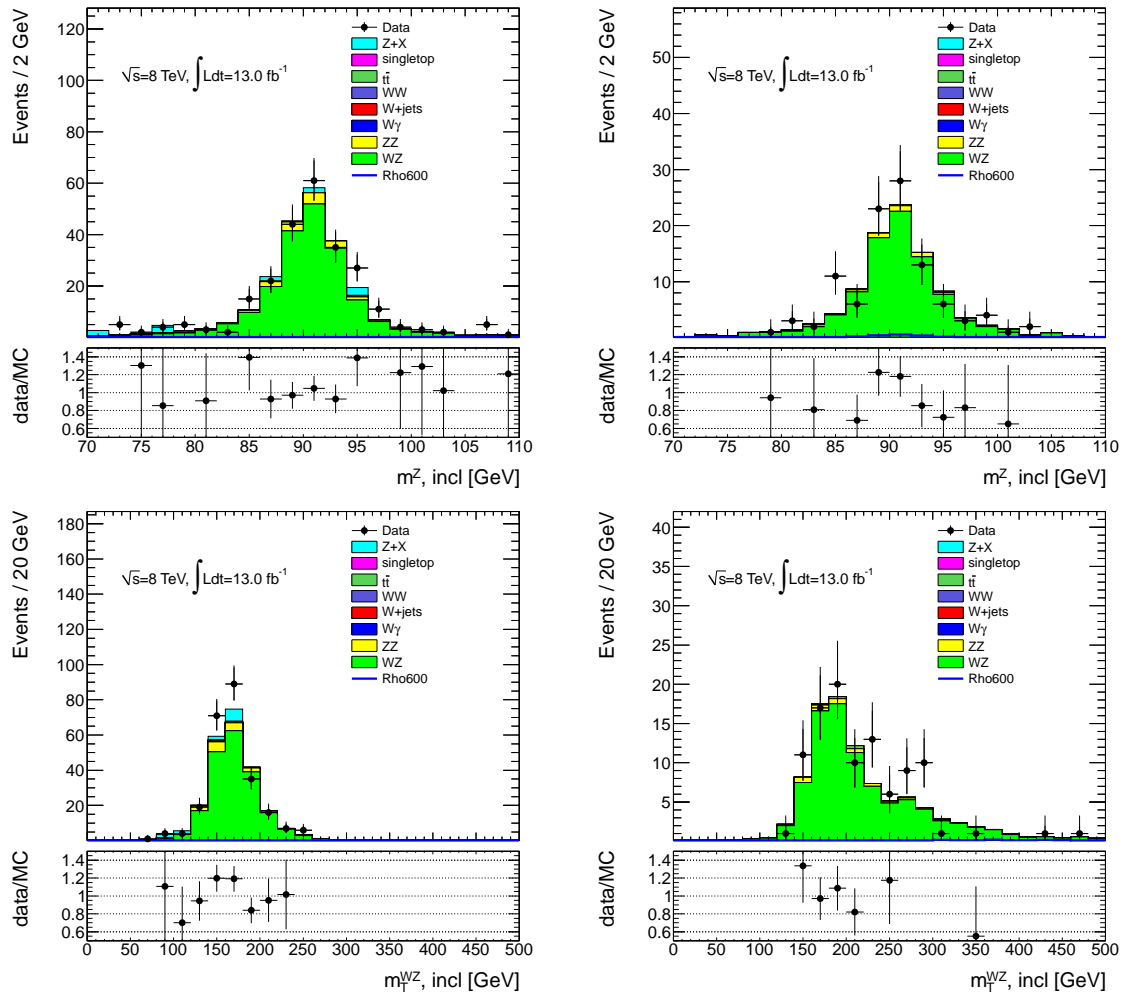 Events / 2 GeV
120
100
80
60
40
20
√s=8 TeV, ∫Ldt=13.0 fb⁻¹
Data
Z+X
singletop
tt̄
WW
W+jets
Wγ
ZZ
WZ
Rho600
data/MC
1.4
1.2
1
0.8
0.6
70 75 80 85 90 95 100 105 110
mᶻ, incl [GeV]
Events / 2 GeV
50
40
30
20
10
√s=8 TeV, ∫Ldt=13.0 fb⁻¹
Data
Z+X
singletop
tt̄
WW
W+jets
Wγ
ZZ
WZ
Rho600
data/MC
1.4
1.2
1
0.8
0.6
70 75 80 85 90 95 100 105 110
mᶻ, incl [GeV]
Events / 20 GeV
180
160
140
120
100
80
60
40
20
√s=8 TeV, ∫Ldt=13.0 fb⁻¹
Data
Z+X
singletop
tt̄
WW
W+jets
Wγ
ZZ
WZ
Rho600
data/MC
1.4
1.2
1
0.8
0.6
0 50 100 150 200 250 300 350 400 450 500
m_T^WZ, incl [GeV]
Events / 20 GeV
40
35
30
25
20
15
10
5
√s=8 TeV, ∫Ldt=13.0 fb⁻¹
Data
Z+X
singletop
tt̄
WW
W+jets
Wγ
ZZ
WZ
Rho600
data/MC
1.4
1.2
1
0.8
0.6
0 50 100 150 200 250 300 350 400 450 500
m_T^WZ, incl [GeV]